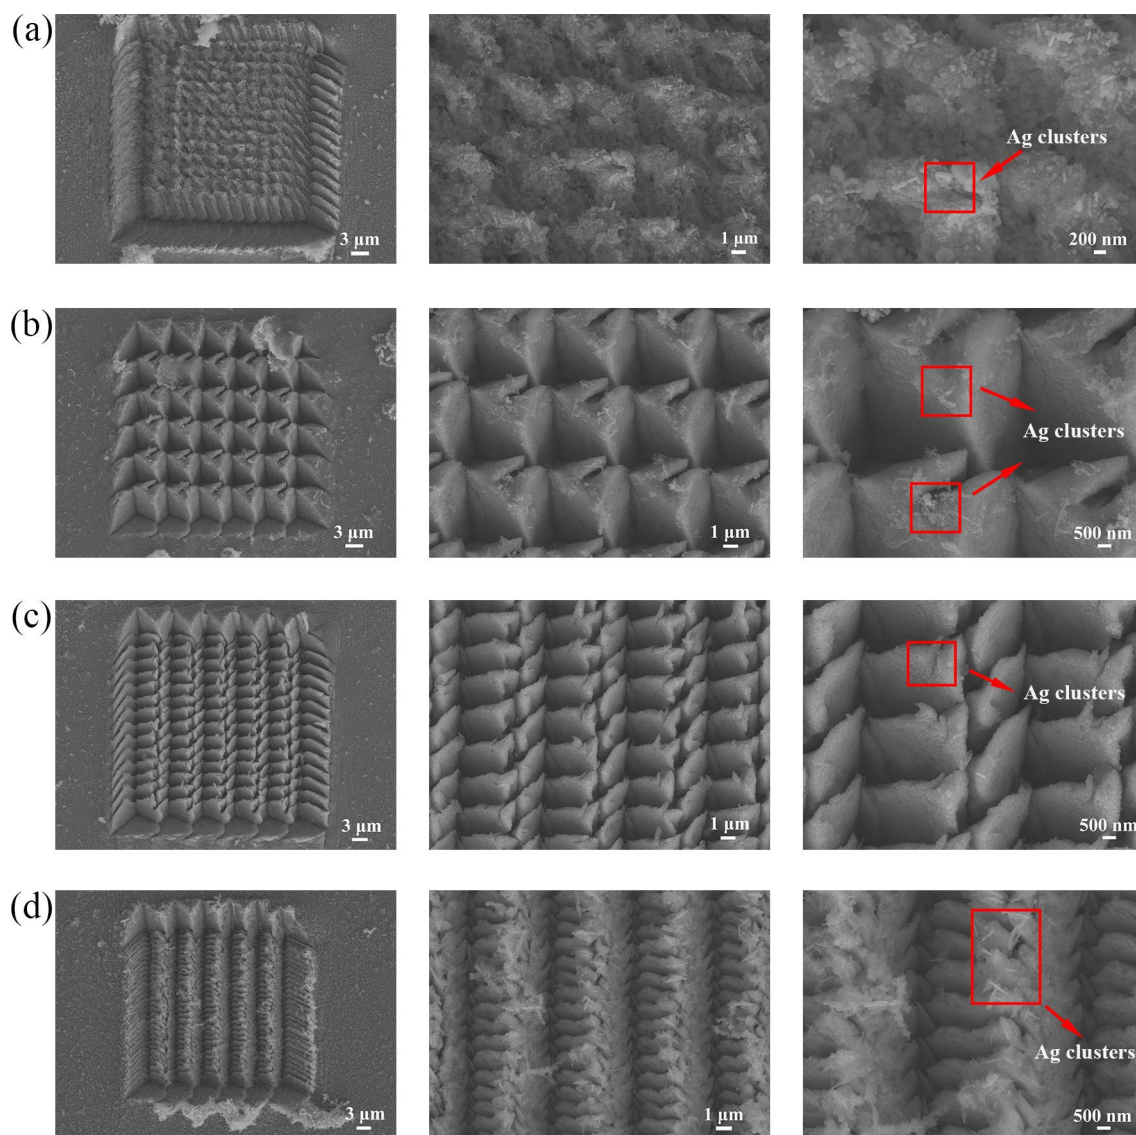 (a)
3 μm
1 μm
Ag clusters
200 nm
(b)
3 μm
1 μm
Ag clusters
500 nm
(c)
3 μm
1 μm
Ag clusters
500 nm
(d)
3 μm
1 μm
Ag clusters
500 nm